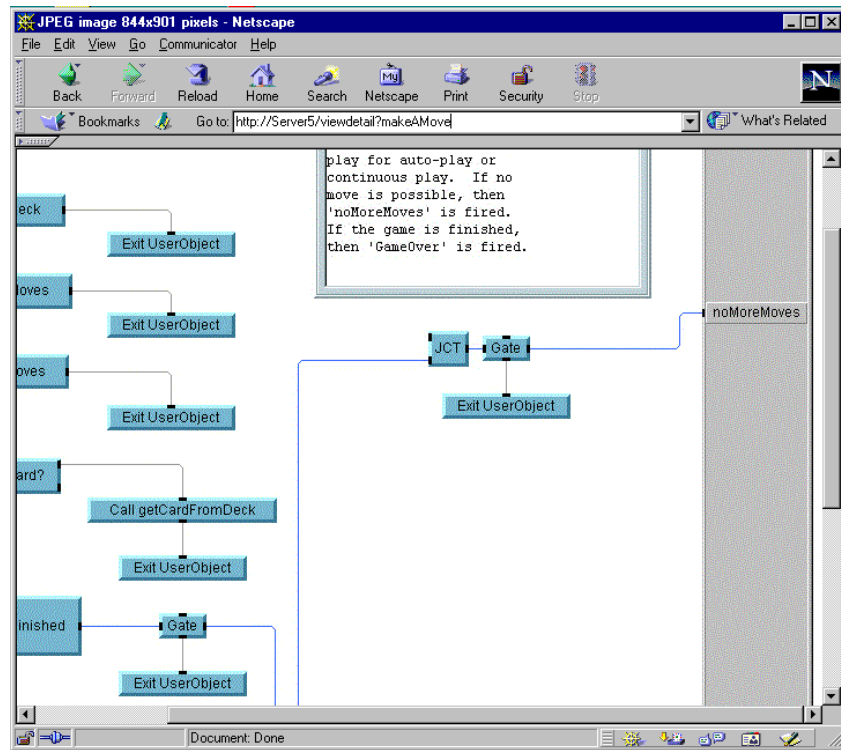 JPEG image 844x901 pixels - Netscape
File Edit View Go Communicator Help
Back Forward Reload Home Search Netscape Print Security Stop
My
N
Bookmarks Go to: http://Server5/viewdetail?makeAMove What's Related
play for auto-play or
continuous play. If no
move is possible, then
'noMoreMoves' is fired.
If the game is finished,
then 'GameOver' is fired.
eck
Exit UserObject
loves
Exit UserObject
noMoreMoves
JCT Gate
oves
Exit UserObject
Exit UserObject
ard?
Call getCardFromDeck
Exit UserObject
inished Gate
Exit UserObject
Document: Done